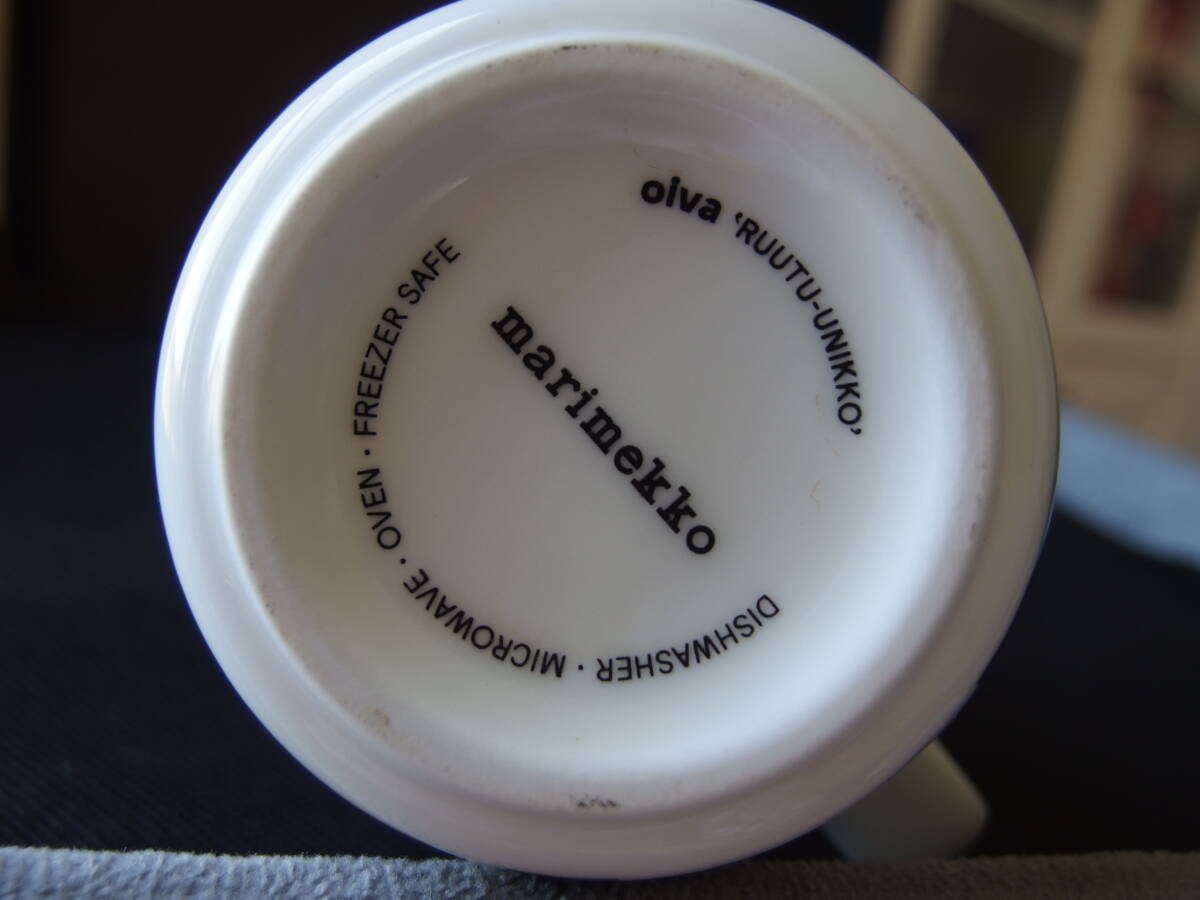 oiva ‘RUUTU-UNIKKO’
marimekko
DISHWASHER · MICROWAVE · OVEN · FREEZER SAFE